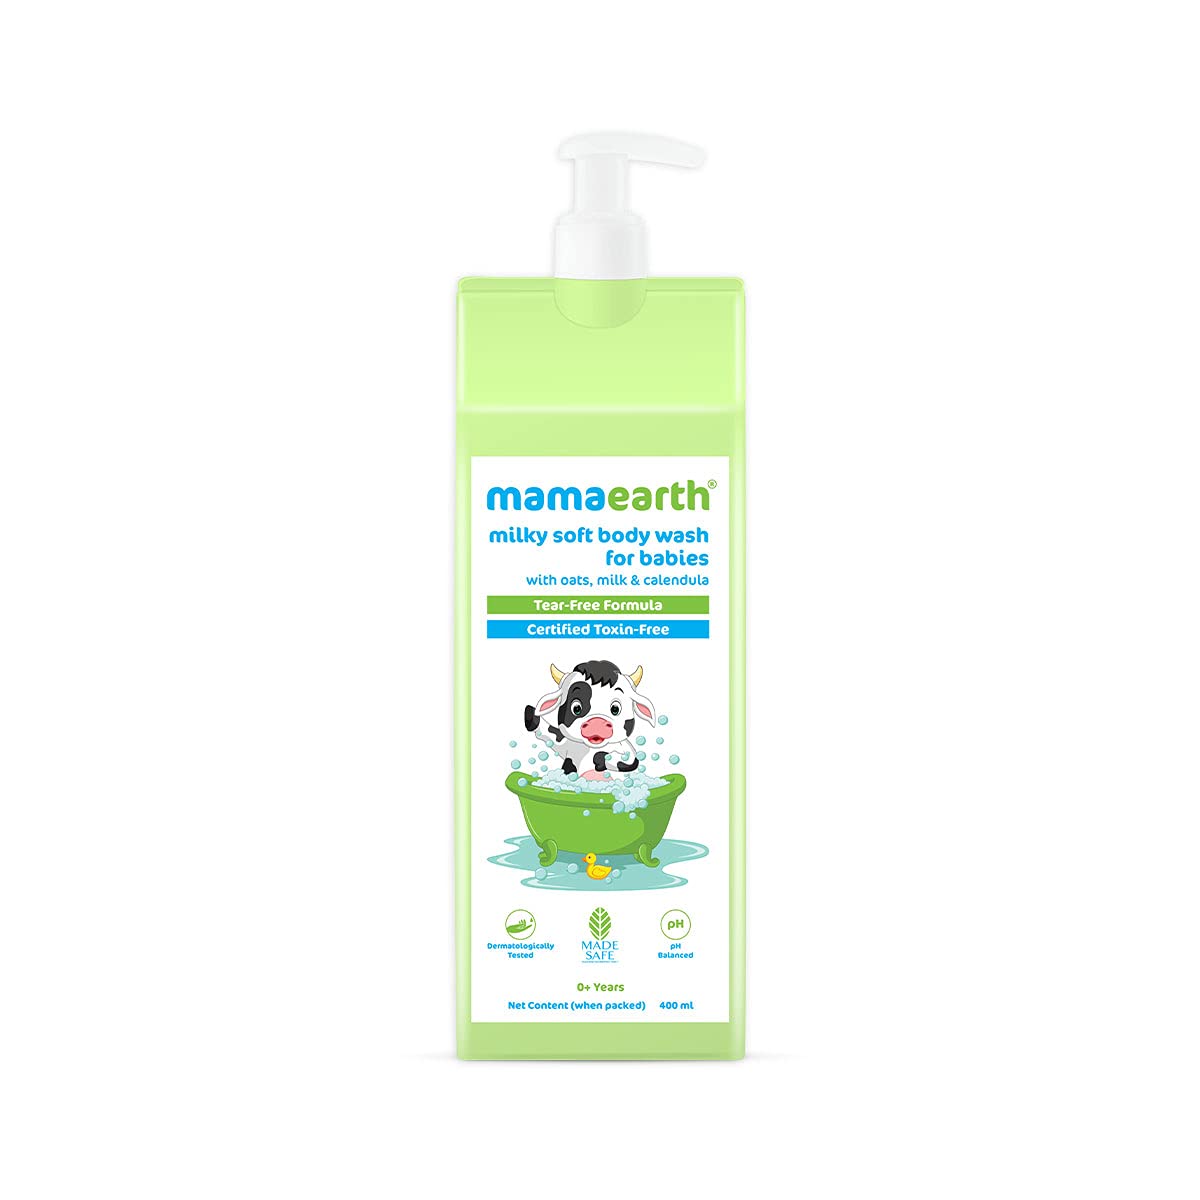 mamaearth®
milky soft body wash
for babies
with oats, milk & calendula
Tear-Free Formula
Certified Toxin-Free
Dermatologically
Tested
MADE
SAFE
pH
pH
Balanced
0+ Years
Net Content (when packed) 400 ml